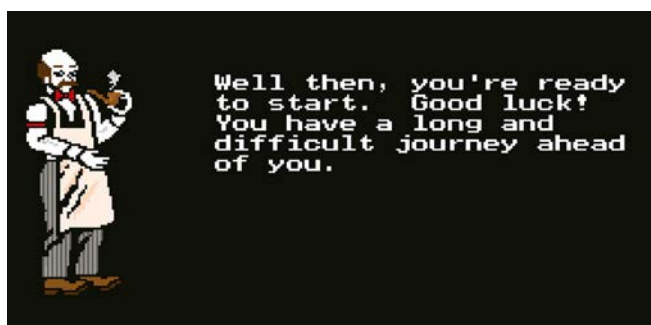 Well then, you're ready
to start.  Good luck!
You have a long and
difficult journey ahead
of you.